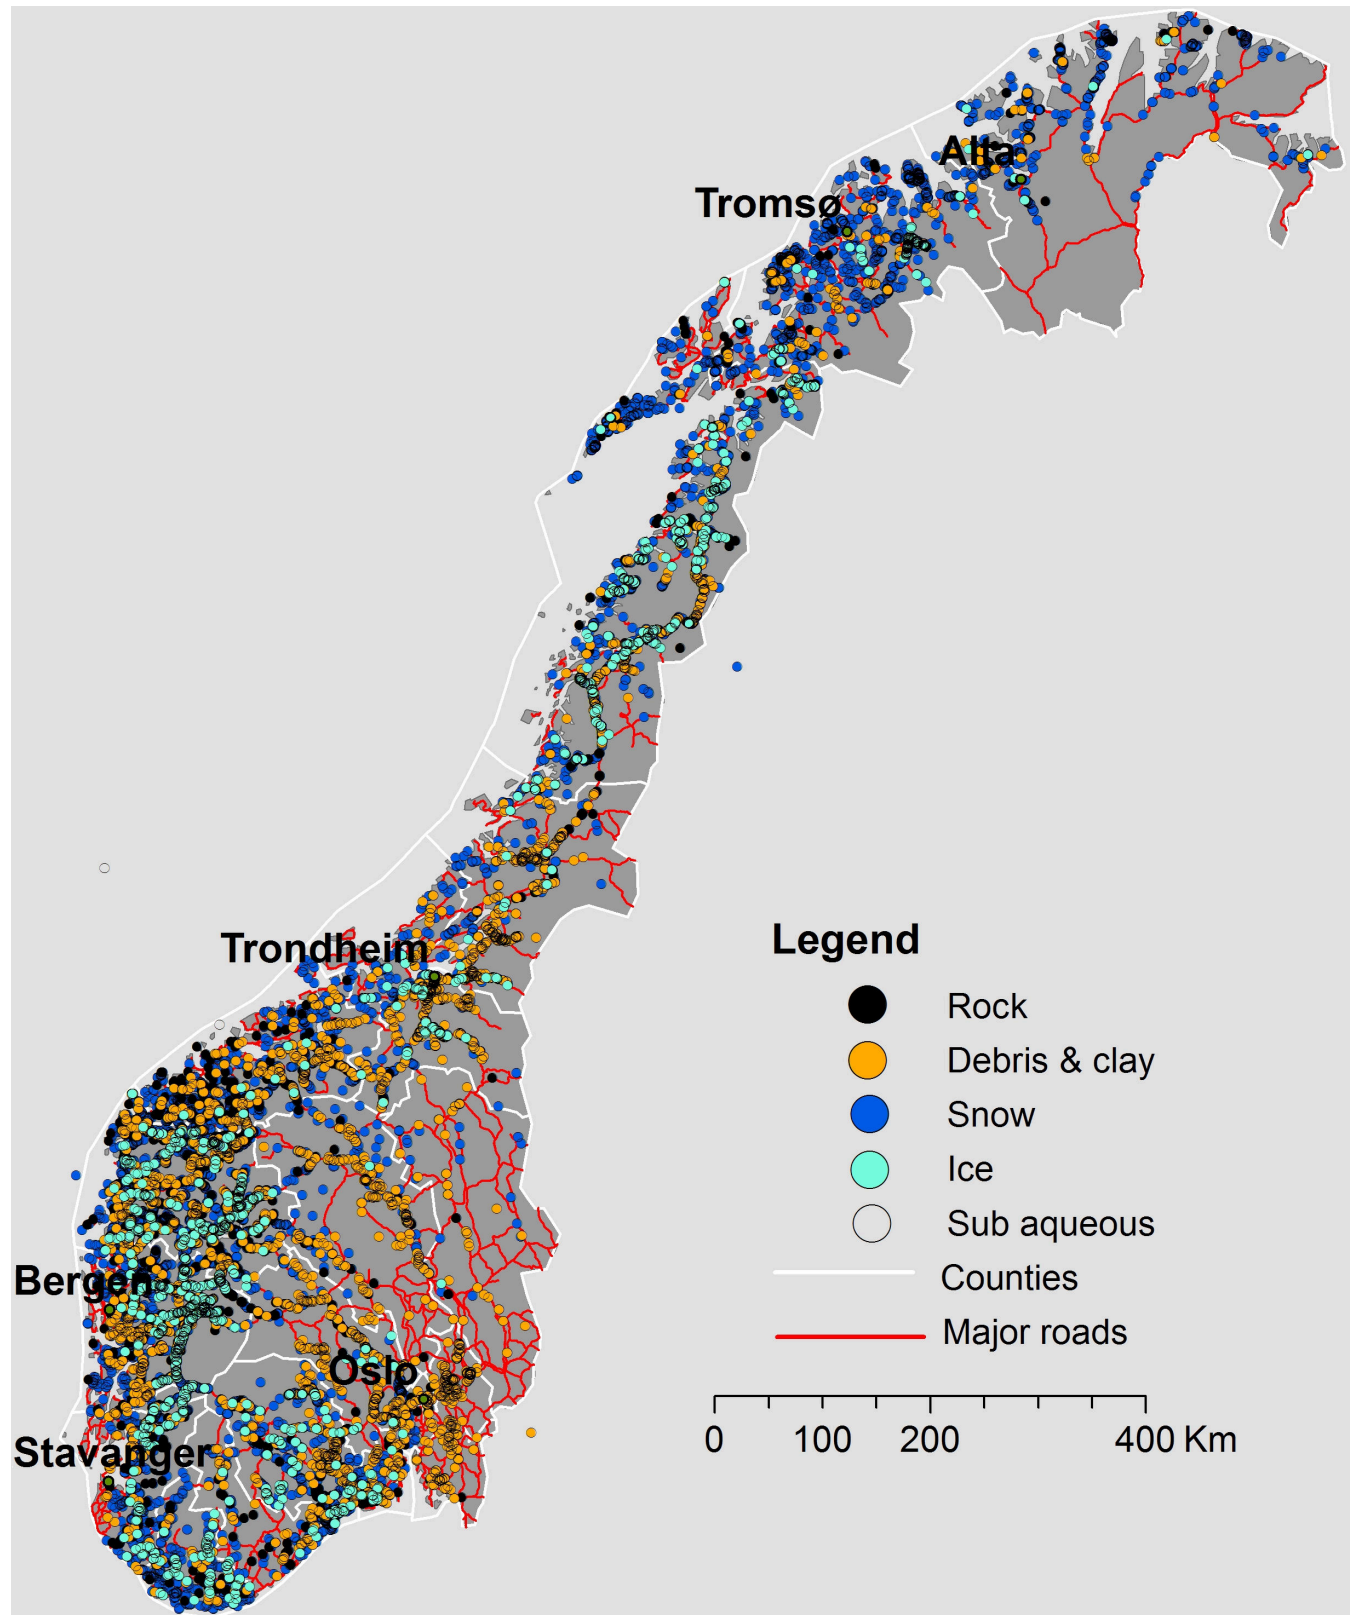 Alta
Tromsø
Trondheim
Legend
Rock
Debris & clay
Snow
Ice
Sub aqueous
Counties
Major roads
Bergen
Oslo
Stavanger
0 100 200 400 Km